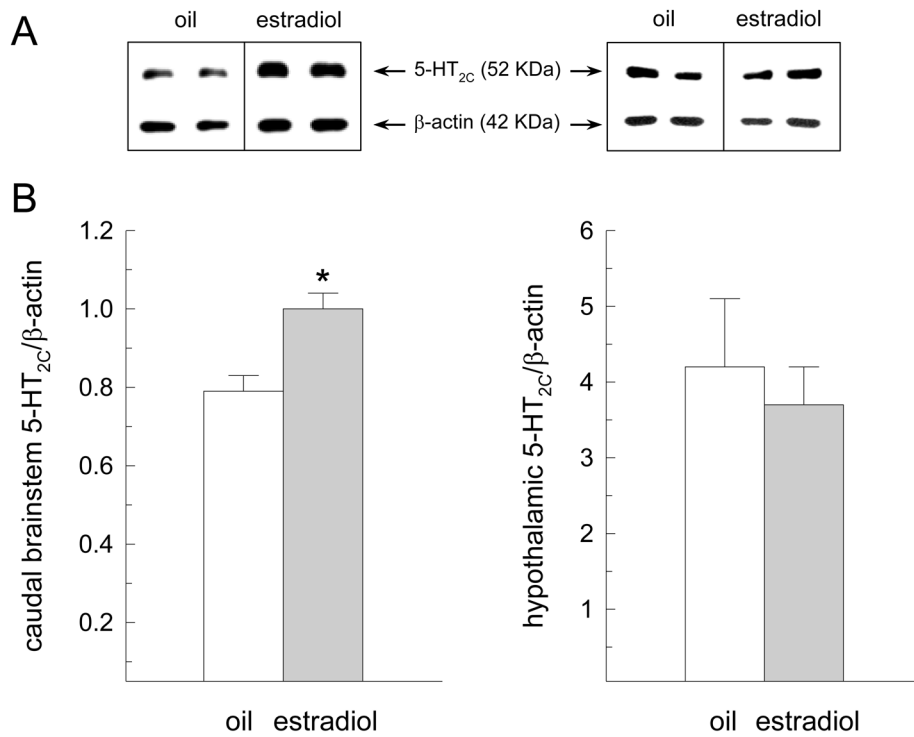 A
oil estradiol
5-HT2C (52 KDa)
β-actin (42 KDa)
B
caudal brainstem 5-HT2C/β-actin
1.2
1.0
0.8
0.6
0.4
0.2
*
oil estradiol
hypothalamic 5-HT2C/β-actin
6
5
4
3
2
1
oil estradiol
oil estradiol